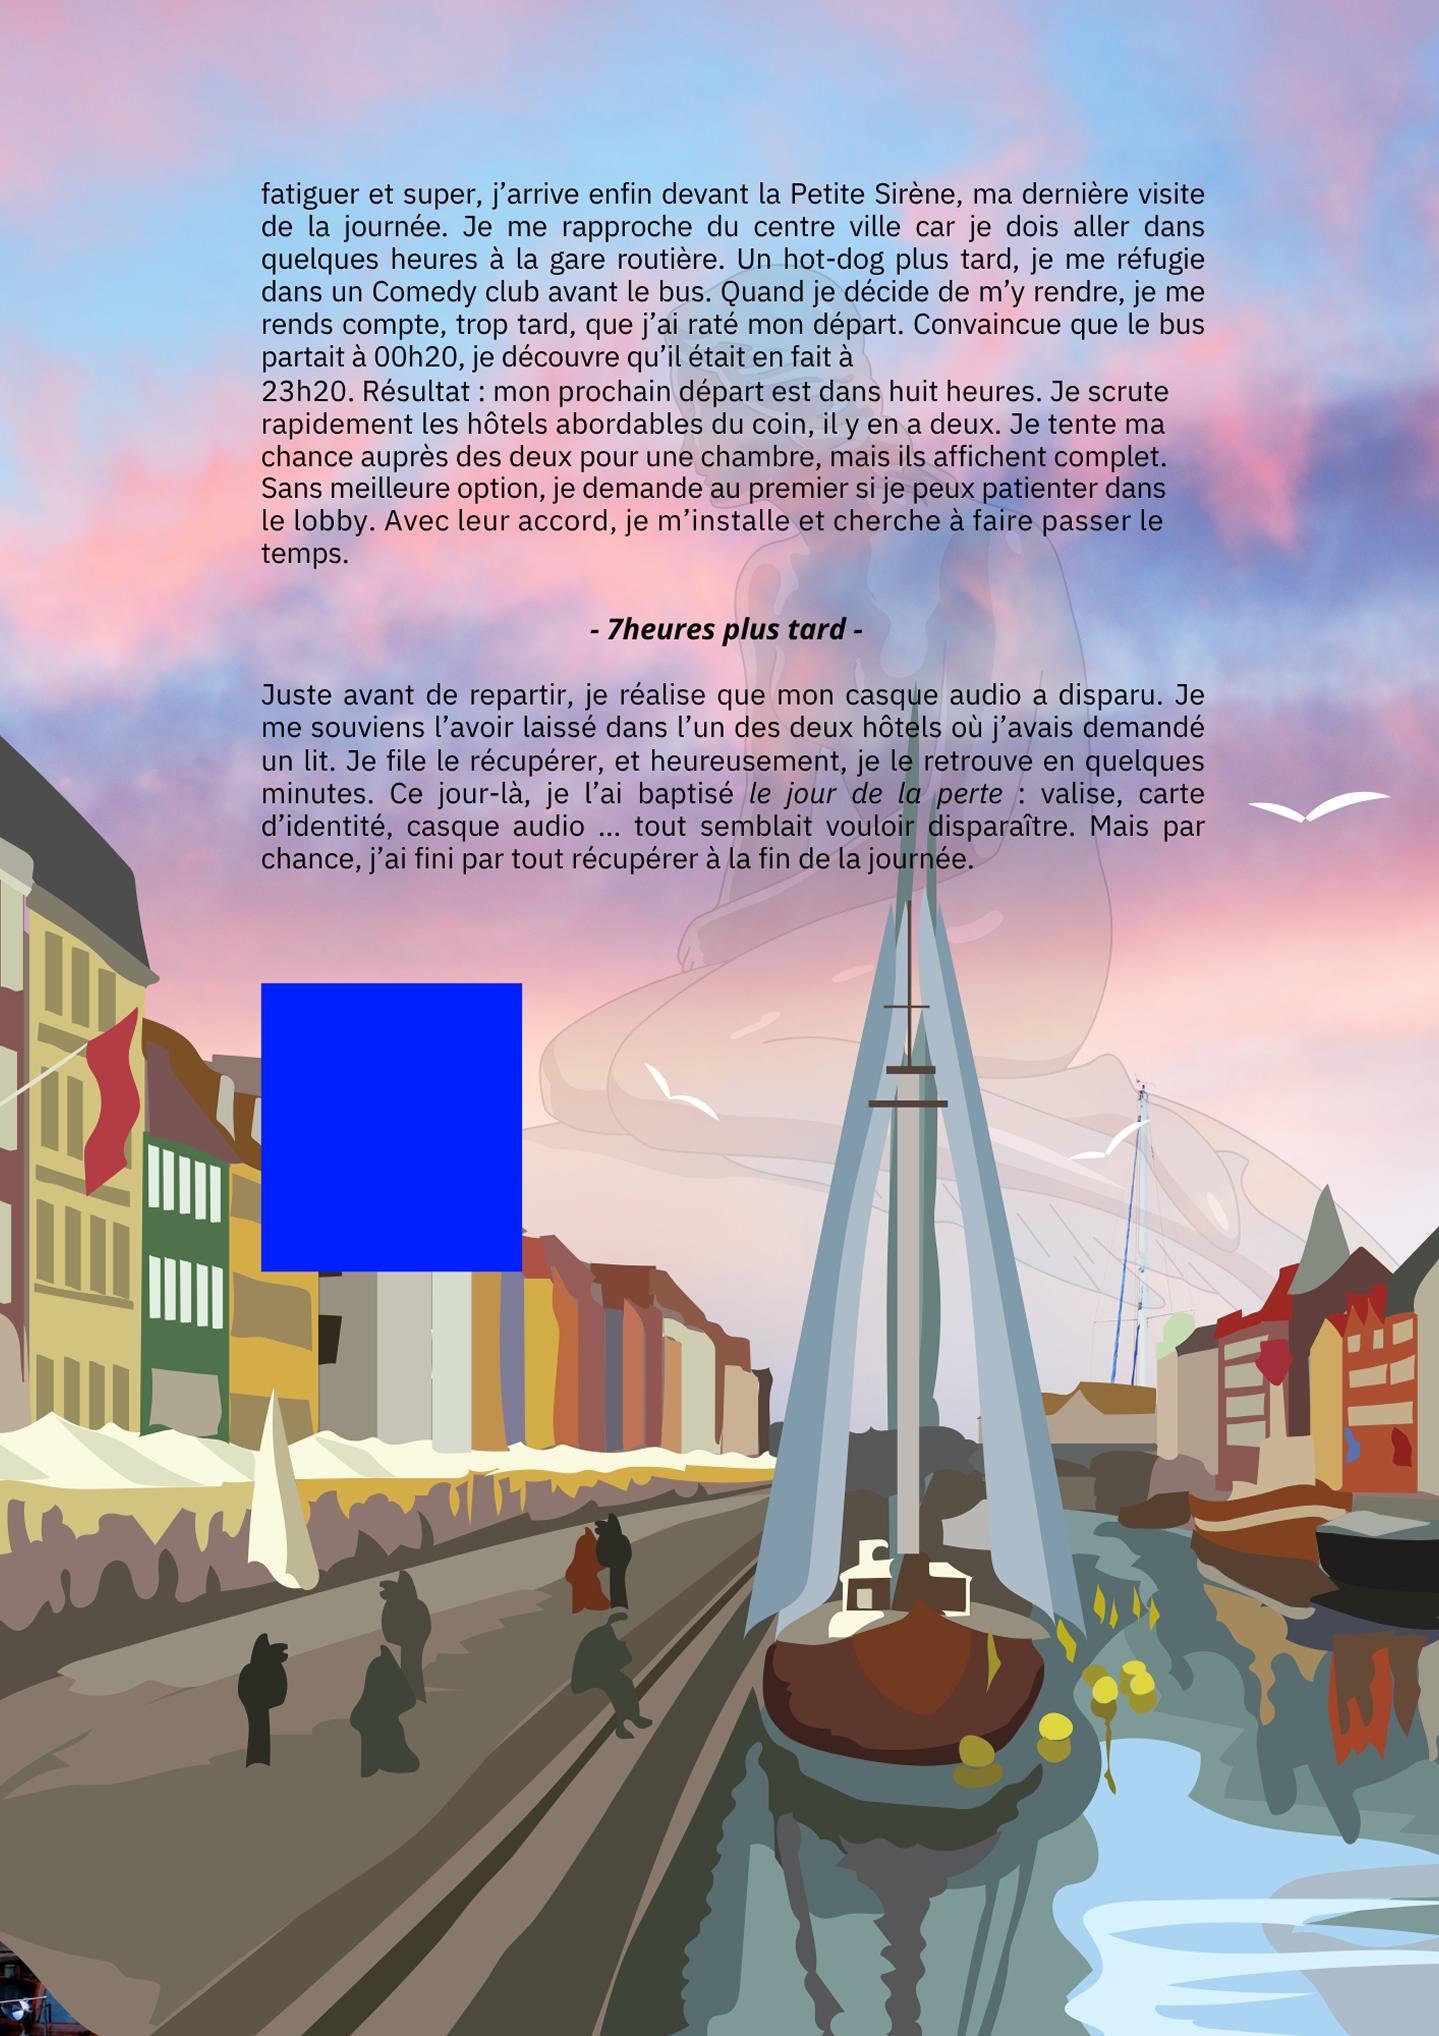 fatiguer et super, j’arrive enfin devant la Petite Sirène, ma dernière visite
de la journée. Je me rapproche du centre ville car je dois aller dans
quelques heures à la gare routière. Un hot-dog plus tard, je me réfugie
dans un Comedy club avant le bus. Quand je décide de m’y rendre, je me
rends compte, trop tard, que j’ai raté mon départ. Convaincue que le bus
partait à 00h20, je découvre qu’il était en fait à
23h20. Résultat : mon prochain départ est dans huit heures. Je scrute
rapidement les hôtels abordables du coin, il y en a deux. Je tente ma
chance auprès des deux pour une chambre, mais ils affichent complet.
Sans meilleure option, je demande au premier si je peux patienter dans
le lobby. Avec leur accord, je m’installe et cherche à faire passer le
temps.
- 7heures plus tard -
Juste avant de repartir, je réalise que mon casque audio a disparu. Je
me souviens l’avoir laissé dans l’un des deux hôtels où j’avais demandé
un lit. Je file le récupérer, et heureusement, je le retrouve en quelques
minutes. Ce jour-là, je l’ai baptisé le jour de la perte : valise, carte
d’identité, casque audio ... tout semblait vouloir disparaître. Mais par
chance, j’ai fini par tout récupérer à la fin de la journée.